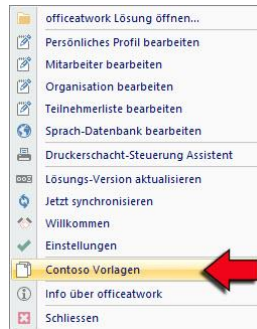 officeatwork Lösung öffnen...
Persönliches Profil bearbeiten
Mitarbeiter bearbeiten
Organisation bearbeiten
Teilnehmerliste bearbeiten
Sprach-Datenbank bearbeiten
Druckerschacht-Steuerung Assistent
Lösungs-Version aktualisieren
Jetzt synchronisieren
Willkommen
Einstellungen
Contoso Vorlagen
Info über officeatwork
Schliessen